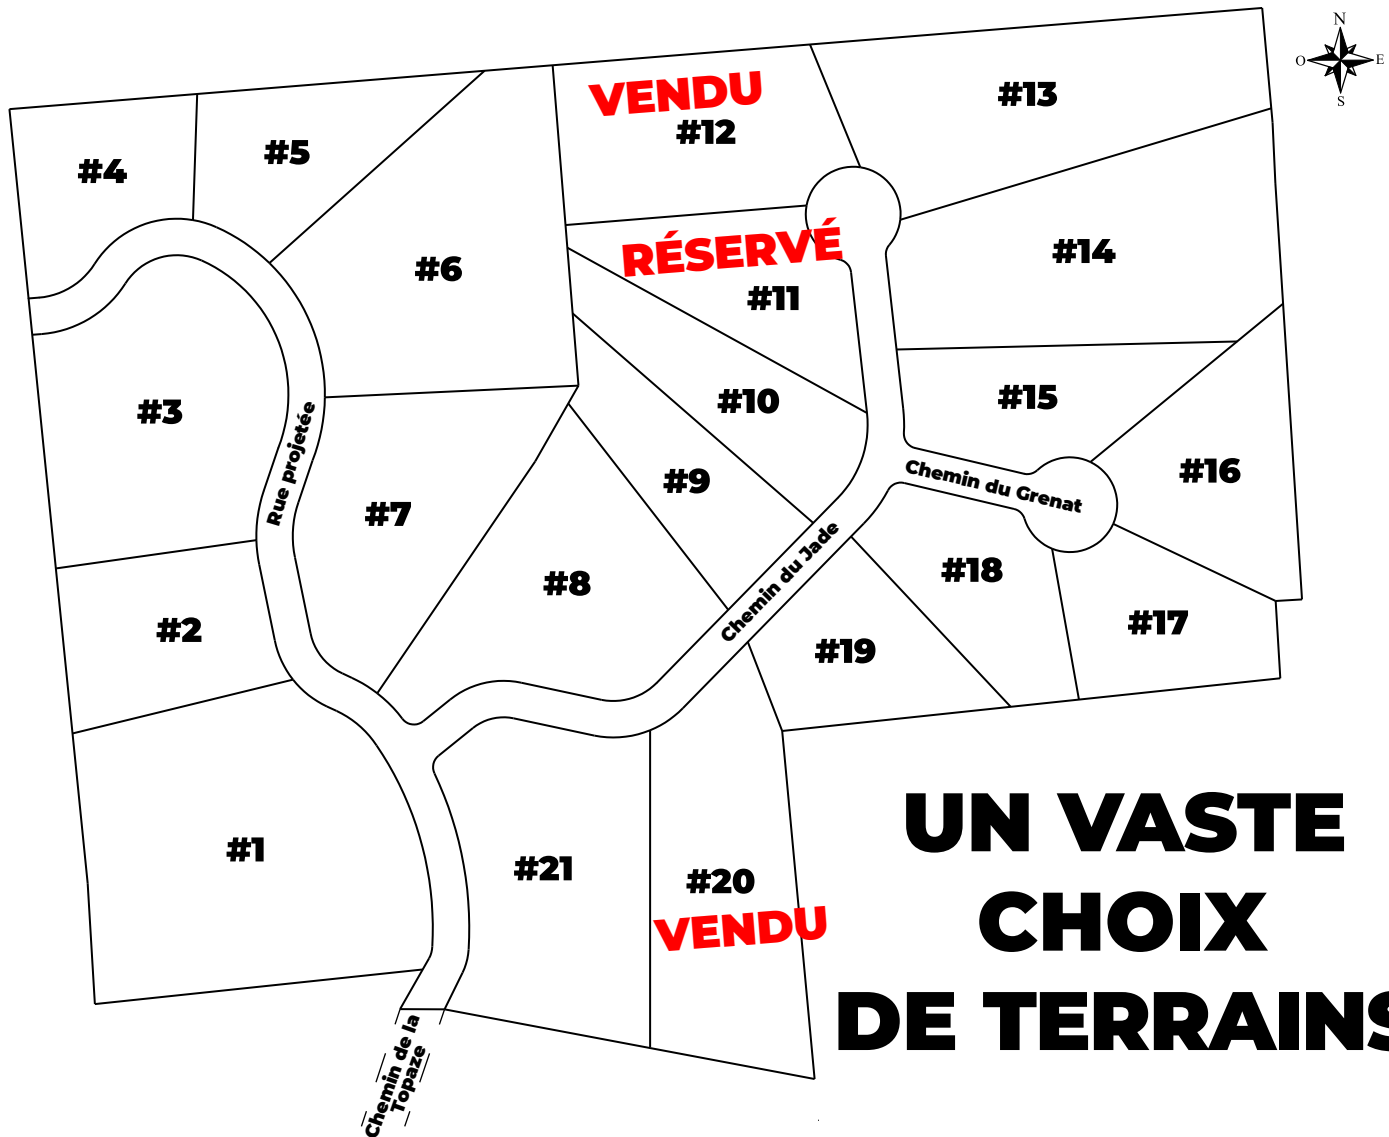 N
O
E
S
VENDU
#12
#13
#4
#5
#6
RÉSERVÉ
#11
#14
#3
#10
#15
Rue projetée
#9
#16
Chemin du Grenat
#7
#8
#18
Chemin du Jade
#2
#19
#17
#1
#21
#20
VENDU
Chemin de la
Topaze
UN VASTE
CHOIX
DE TERRAINS